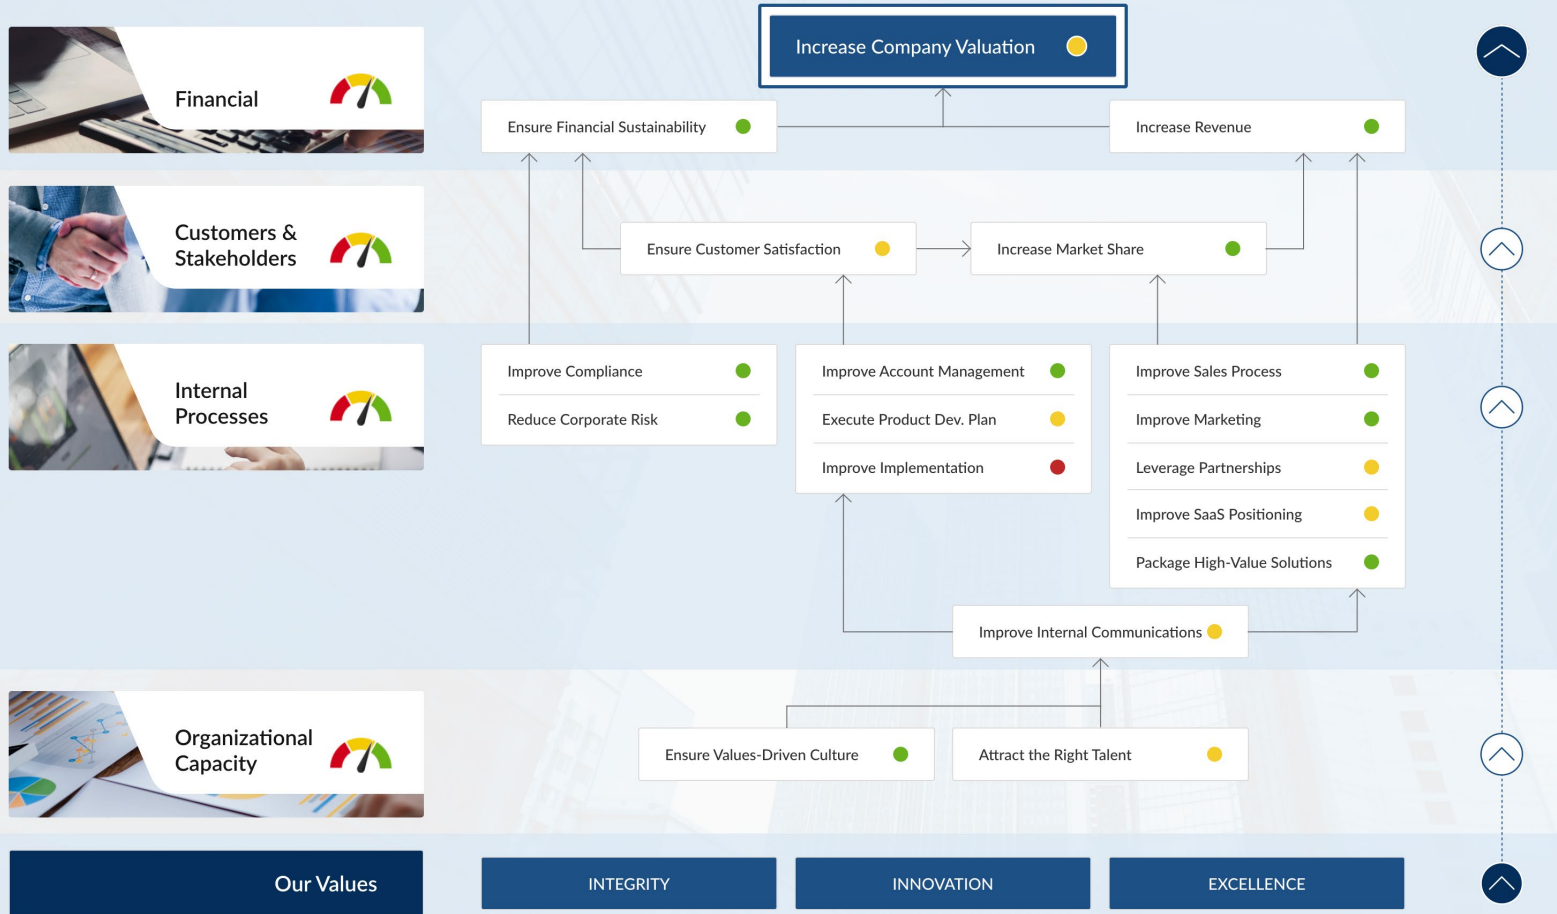 Increase Company Valuation
Financial
Ensure Financial Sustainability
Increase Revenue
Customers &
Stakeholders
Ensure Customer Satisfaction
Increase Market Share
Internal
Processes
Improve Compliance
Reduce Corporate Risk
Improve Account Management
Execute Product Dev. Plan
Improve Implementation
Improve Sales Process
Improve Marketing
Leverage Partnerships
Improve SaaS Positioning
Package High-Value Solutions
Improve Internal Communications
Organizational
Capacity
Ensure Values-Driven Culture
Attract the Right Talent
Our Values
INTEGRITY
INNOVATION
EXCELLENCE